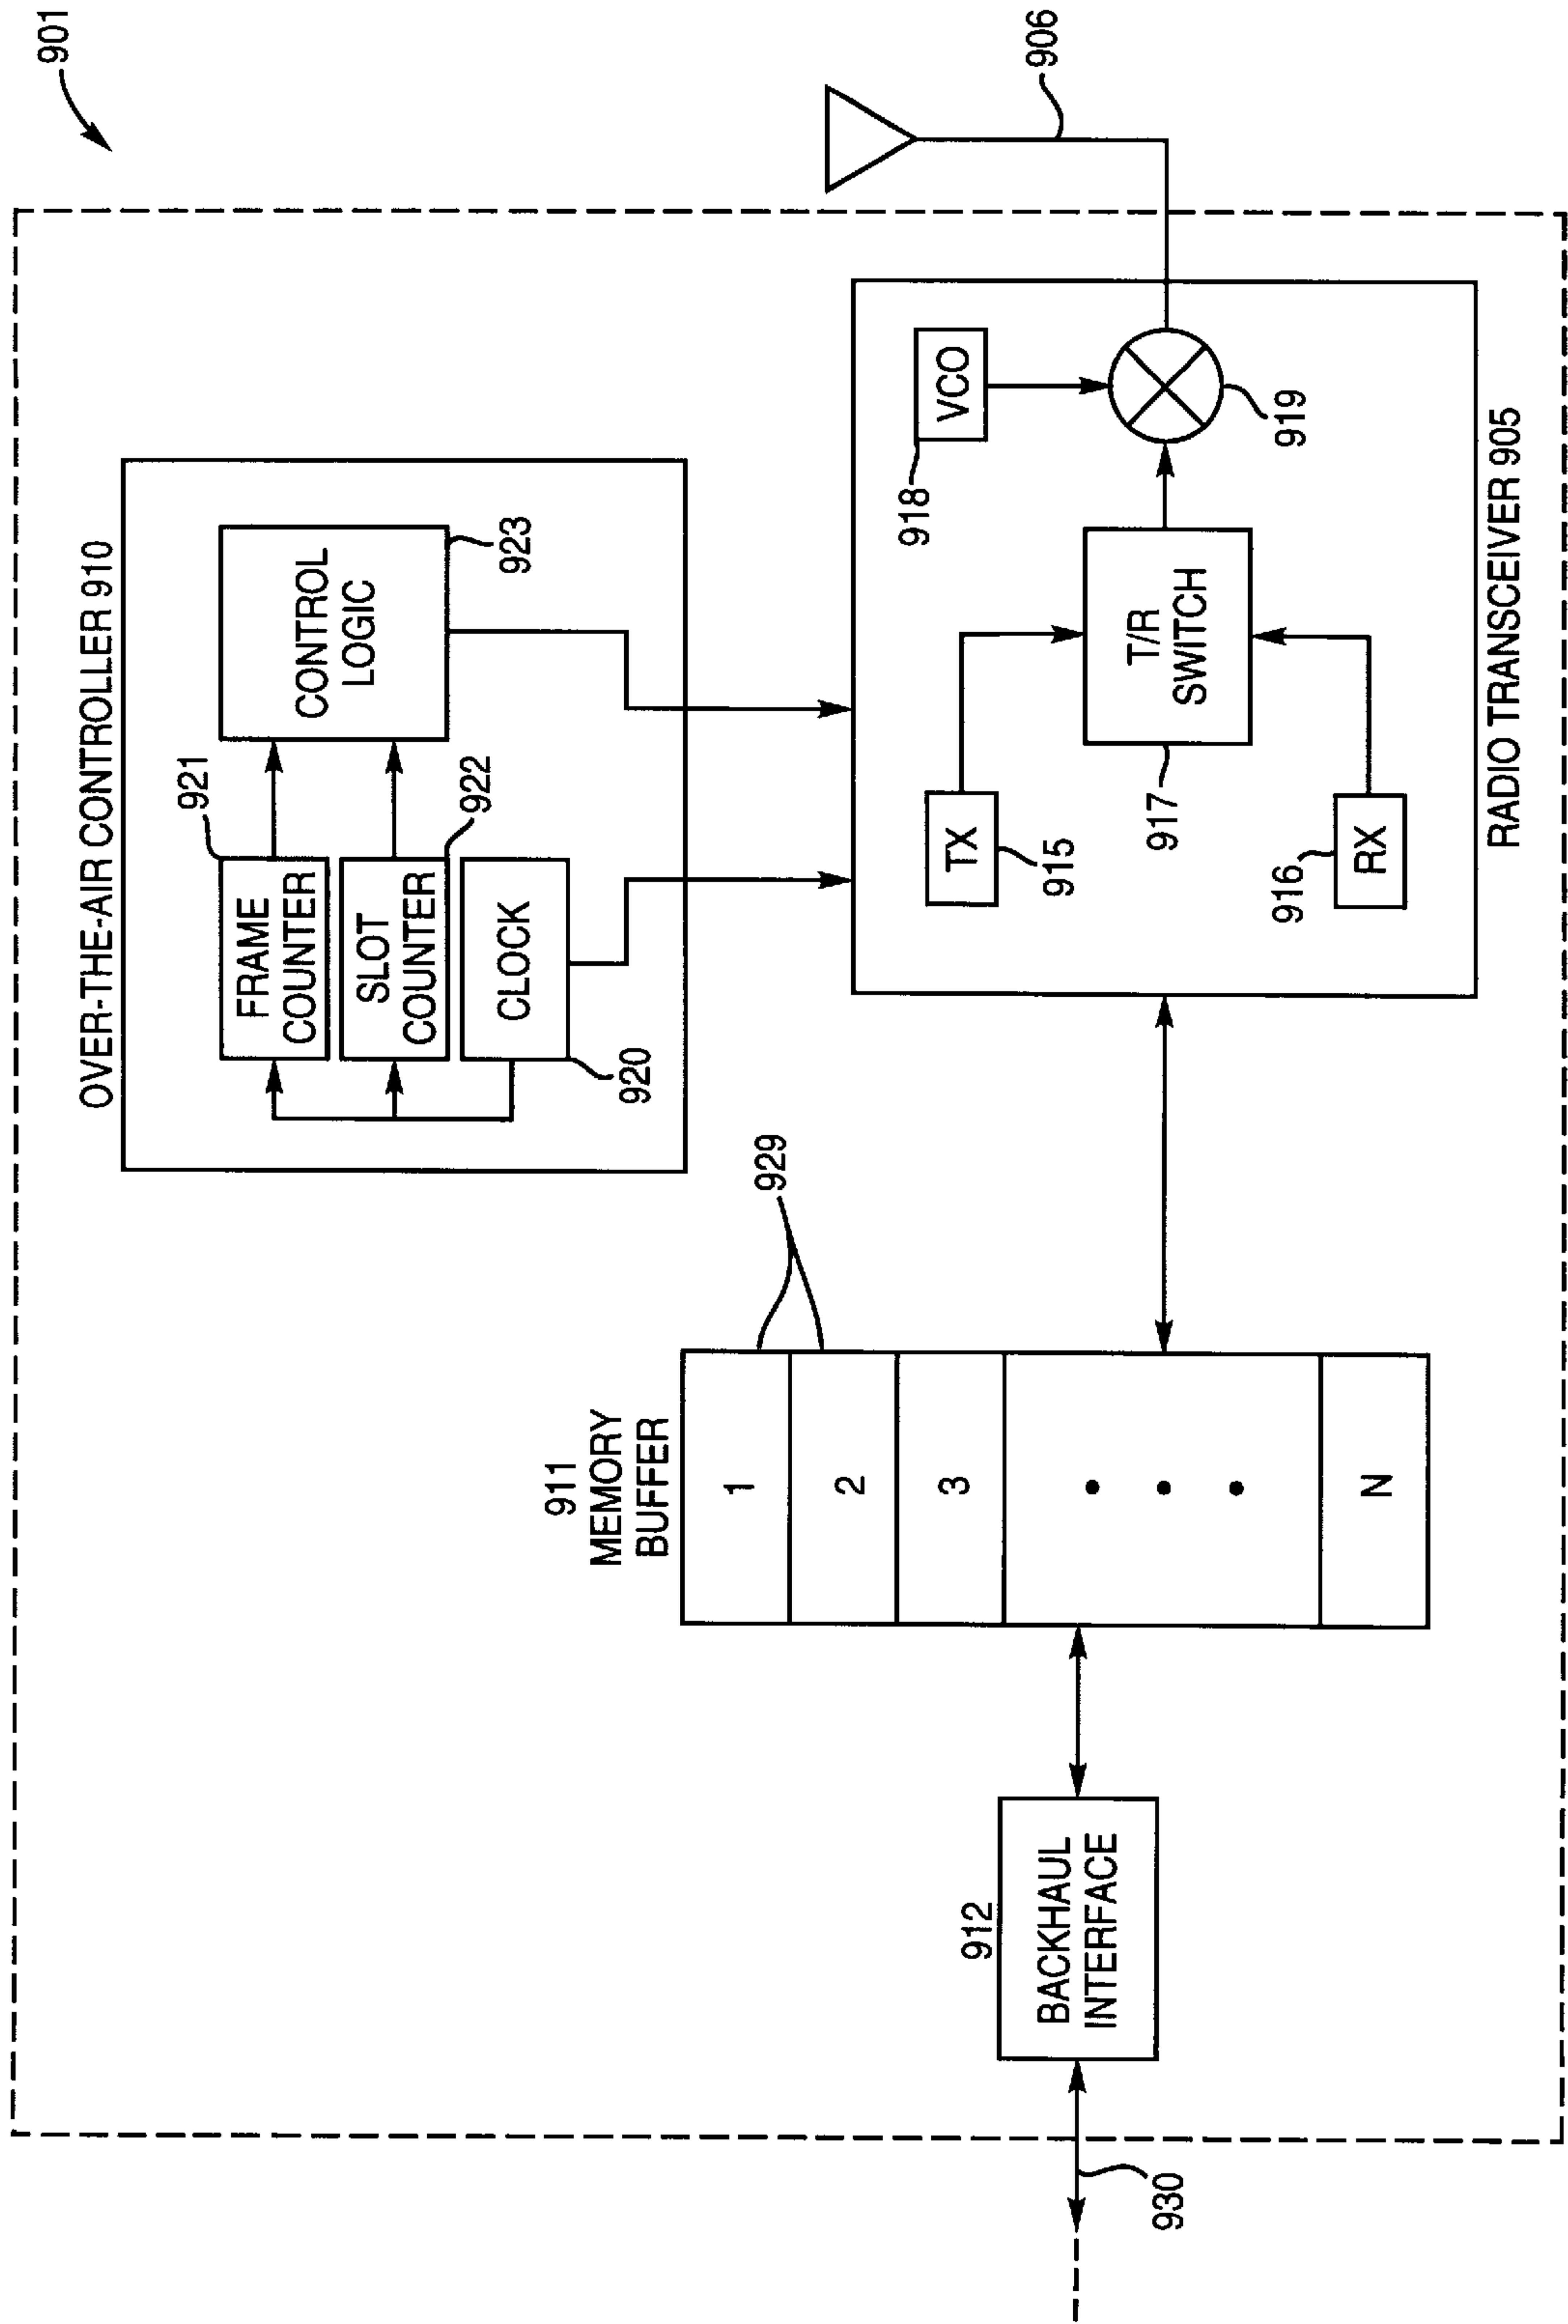 901
OVER-THE-AIR CONTROLLER 910
921
FRAME
COUNTER
SLOT
COUNTER
922
CLOCK
920
CONTROL
LOGIC
923
906
911
MEMORY
BUFFER
929
1
2
3
N
912
BACKHAUL
INTERFACE
930
TX
915
T/R
SWITCH
917
916
RX
918
VCO
919
RADIO TRANSCEIVER 905